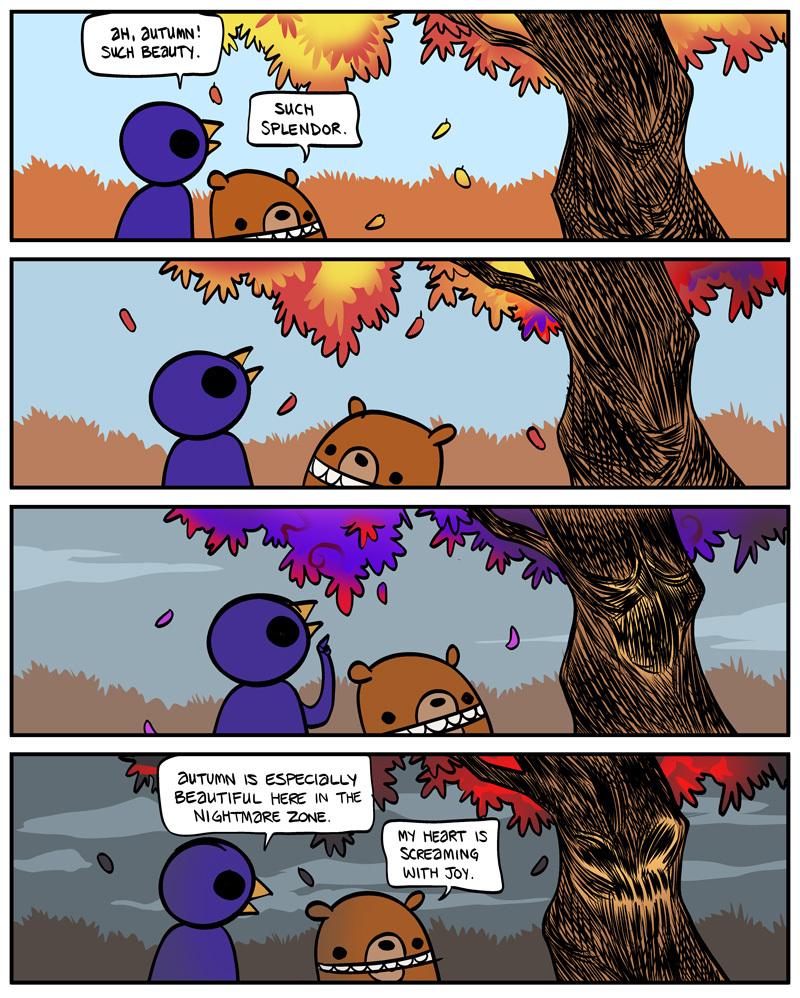 AH, AUTUMN!
SUCH BEAUTY.
SUCH
SPLENDOR.
AUTUMN IS ESPECIALLY
BEAUTIFUL HERE IN THE
NIGHTMARE ZONE.
MY HEART IS
SCREAMING
WITH JOY.